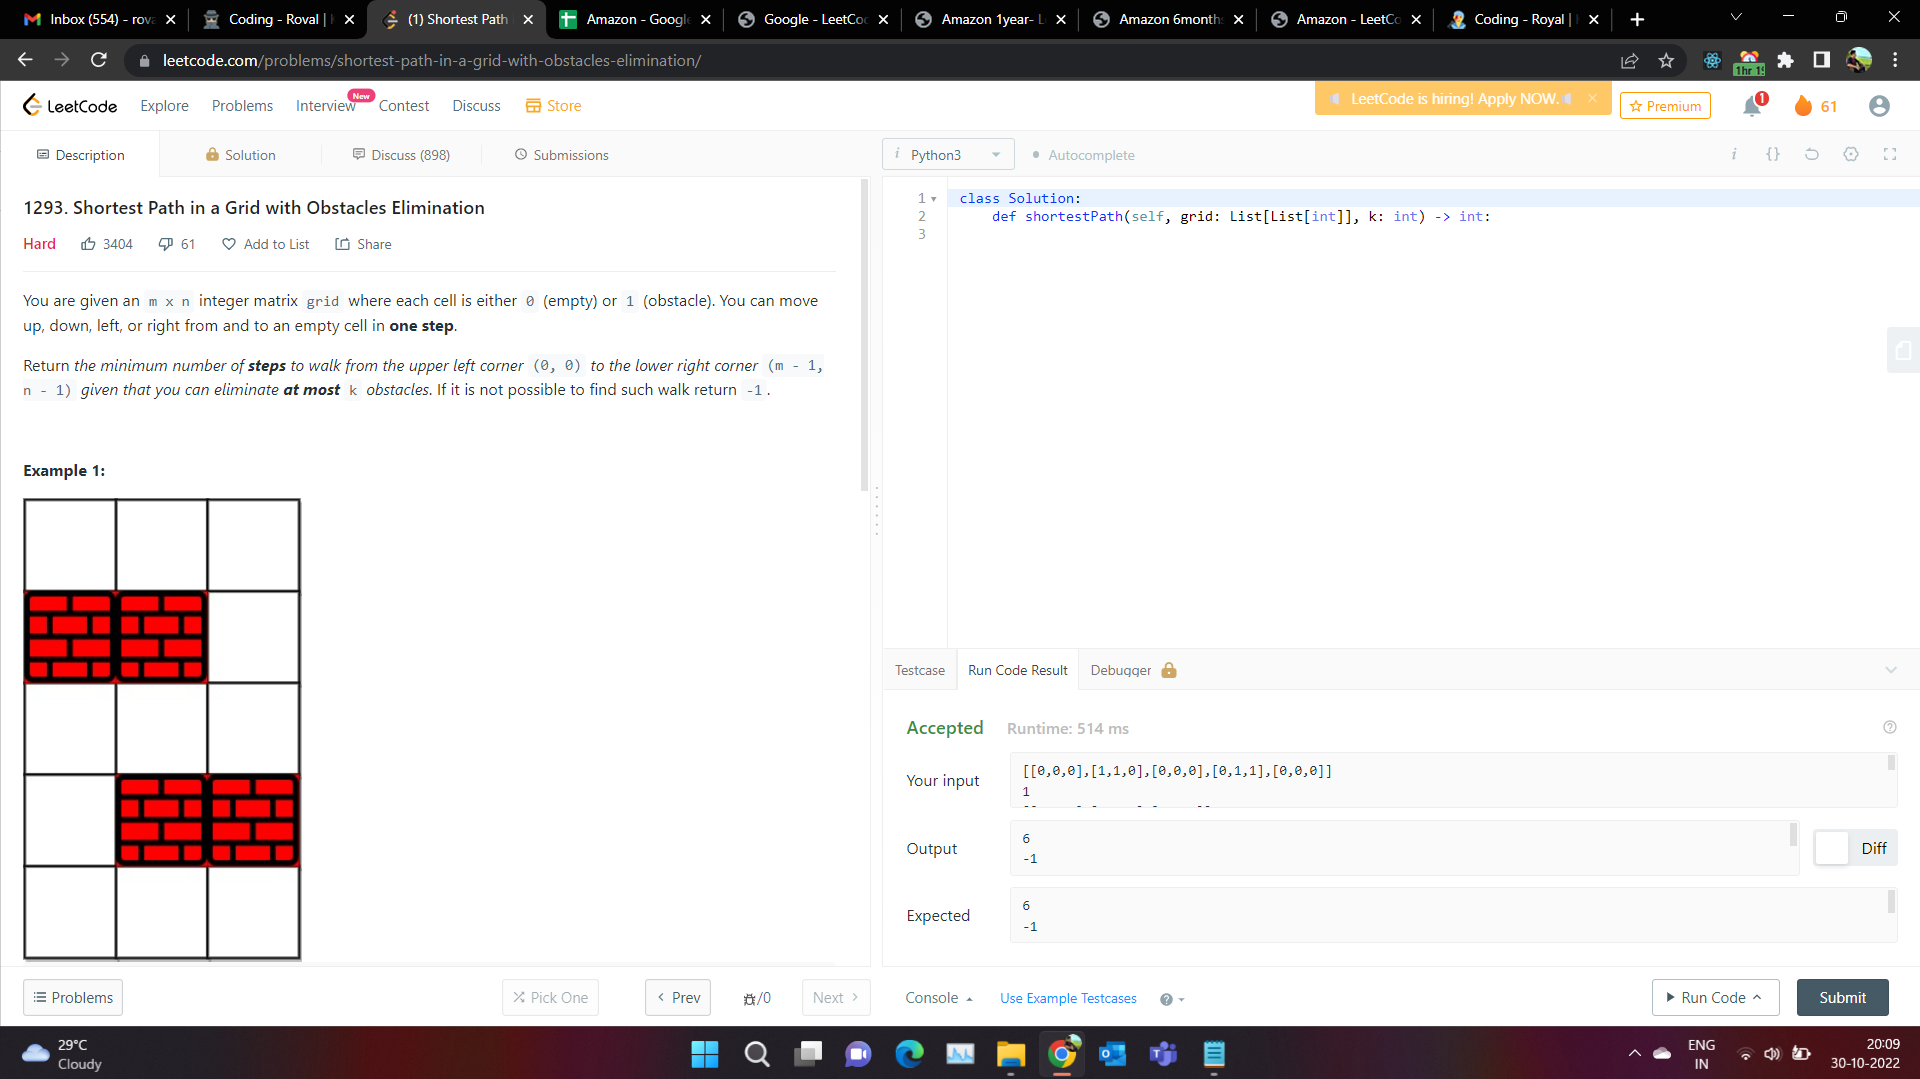 Inbox (554) - rova
Coding - Roval |
(1) Shortest Path
Amazon - Google
Google - LeetCo
Amazon 1year- L
Amazon 6months
Amazon - LeetCo
Coding - Royal |
leetcode.com/problems/shortest-path-in-a-grid-with-obstacles-elimination/
1hr 19
LeetCode
Explore
Problems
Interview
New
Contest
Discuss
Store
LeetCode is hiring! Apply NOW.
Premium
1
61
Description
Solution
Discuss (898)
Submissions
i Python3
Autocomplete
1293. Shortest Path in a Grid with Obstacles Elimination
Hard
3404
61
Add to List
Share
You are given an m x n integer matrix grid where each cell is either 0 (empty) or 1 (obstacle). You can move
up, down, left, or right from and to an empty cell in one step.
Return the minimum number of steps to walk from the upper left corner (0, 0) to the lower right corner (m - 1,
n - 1) given that you can eliminate at most k obstacles. If it is not possible to find such walk return -1.
Example 1:
1 class Solution:
2 def shortestPath(self, grid: List[List[int]], k: int) -> int:
3
Testcase
Run Code Result
Debugger
Accepted
Runtime: 514 ms
Your input
[[0,0,0],[1,1,0],[0,0,0],[0,1,1],[0,0,0]]
1
Output
6
-1
Diff
Expected
6
-1
Problems
Pick One
Prev
/0
Next
Console
Use Example Testcases
Run Code
Submit
29°C
Cloudy
ENG
IN
20:09
30-10-2022